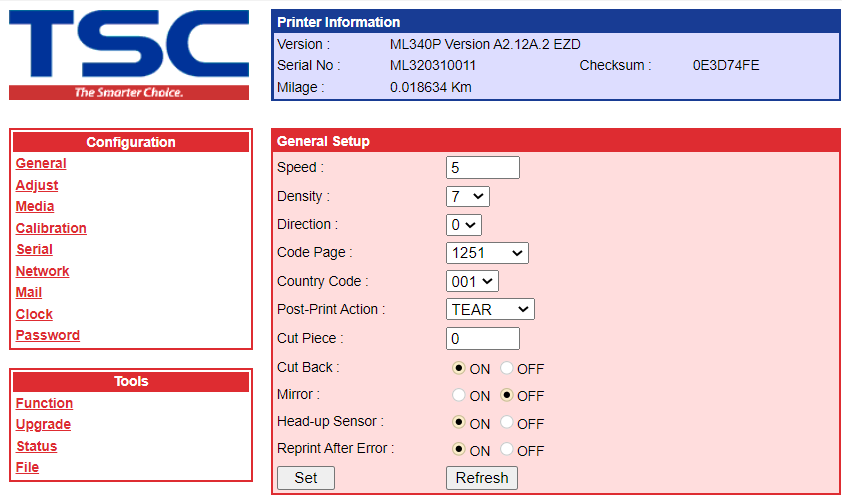 TSC
The Smarter Choice.
Printer Information
Version : ML340P Version A2.12A.2 EZD
Serial No : ML320310011 Checksum : 0E3D74FE
Milage : 0.018634 Km
Configuration
General
Adjust
Media
Calibration
Serial
Network
Mail
Clock
Password
Tools
Function
Upgrade
Status
File
General Setup
Speed : 5
Density : 7
Direction : 0
Code Page : 1251
Country Code : 001
Post-Print Action : TEAR
Cut Piece : 0
Cut Back : ON OFF
Mirror : ON OFF
Head-up Sensor : ON OFF
Reprint After Error : ON OFF
Set Refresh